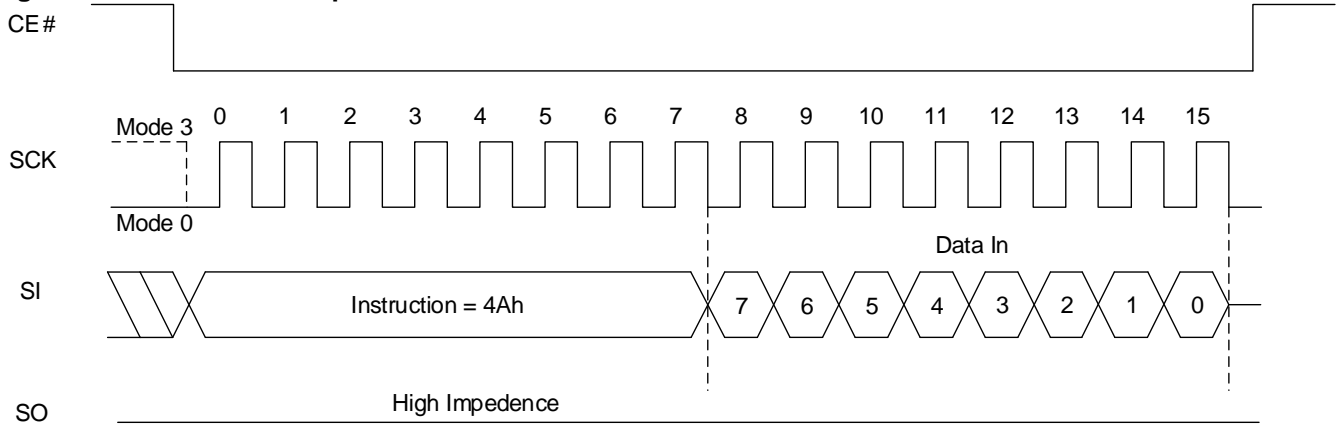 CE#
Mode 3 0 1 2 3 4 5 6 7 8 9 10 11 12 13 14 15
SCK
Mode 0
Data In
SI
Instruction = 4Ah 7 6 5 4 3 2 1 0
High Impedence
SO